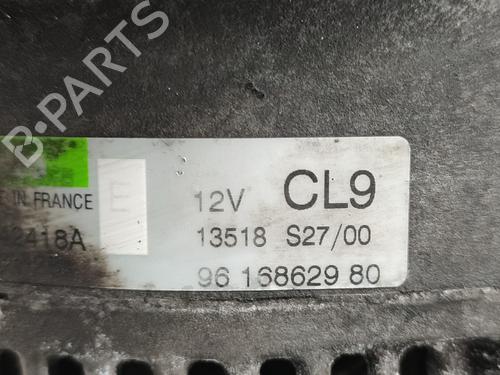 B-PARTS
E IN FRANCE
E
12V
CL9
2418A
13518 S27/00
96 168629 80